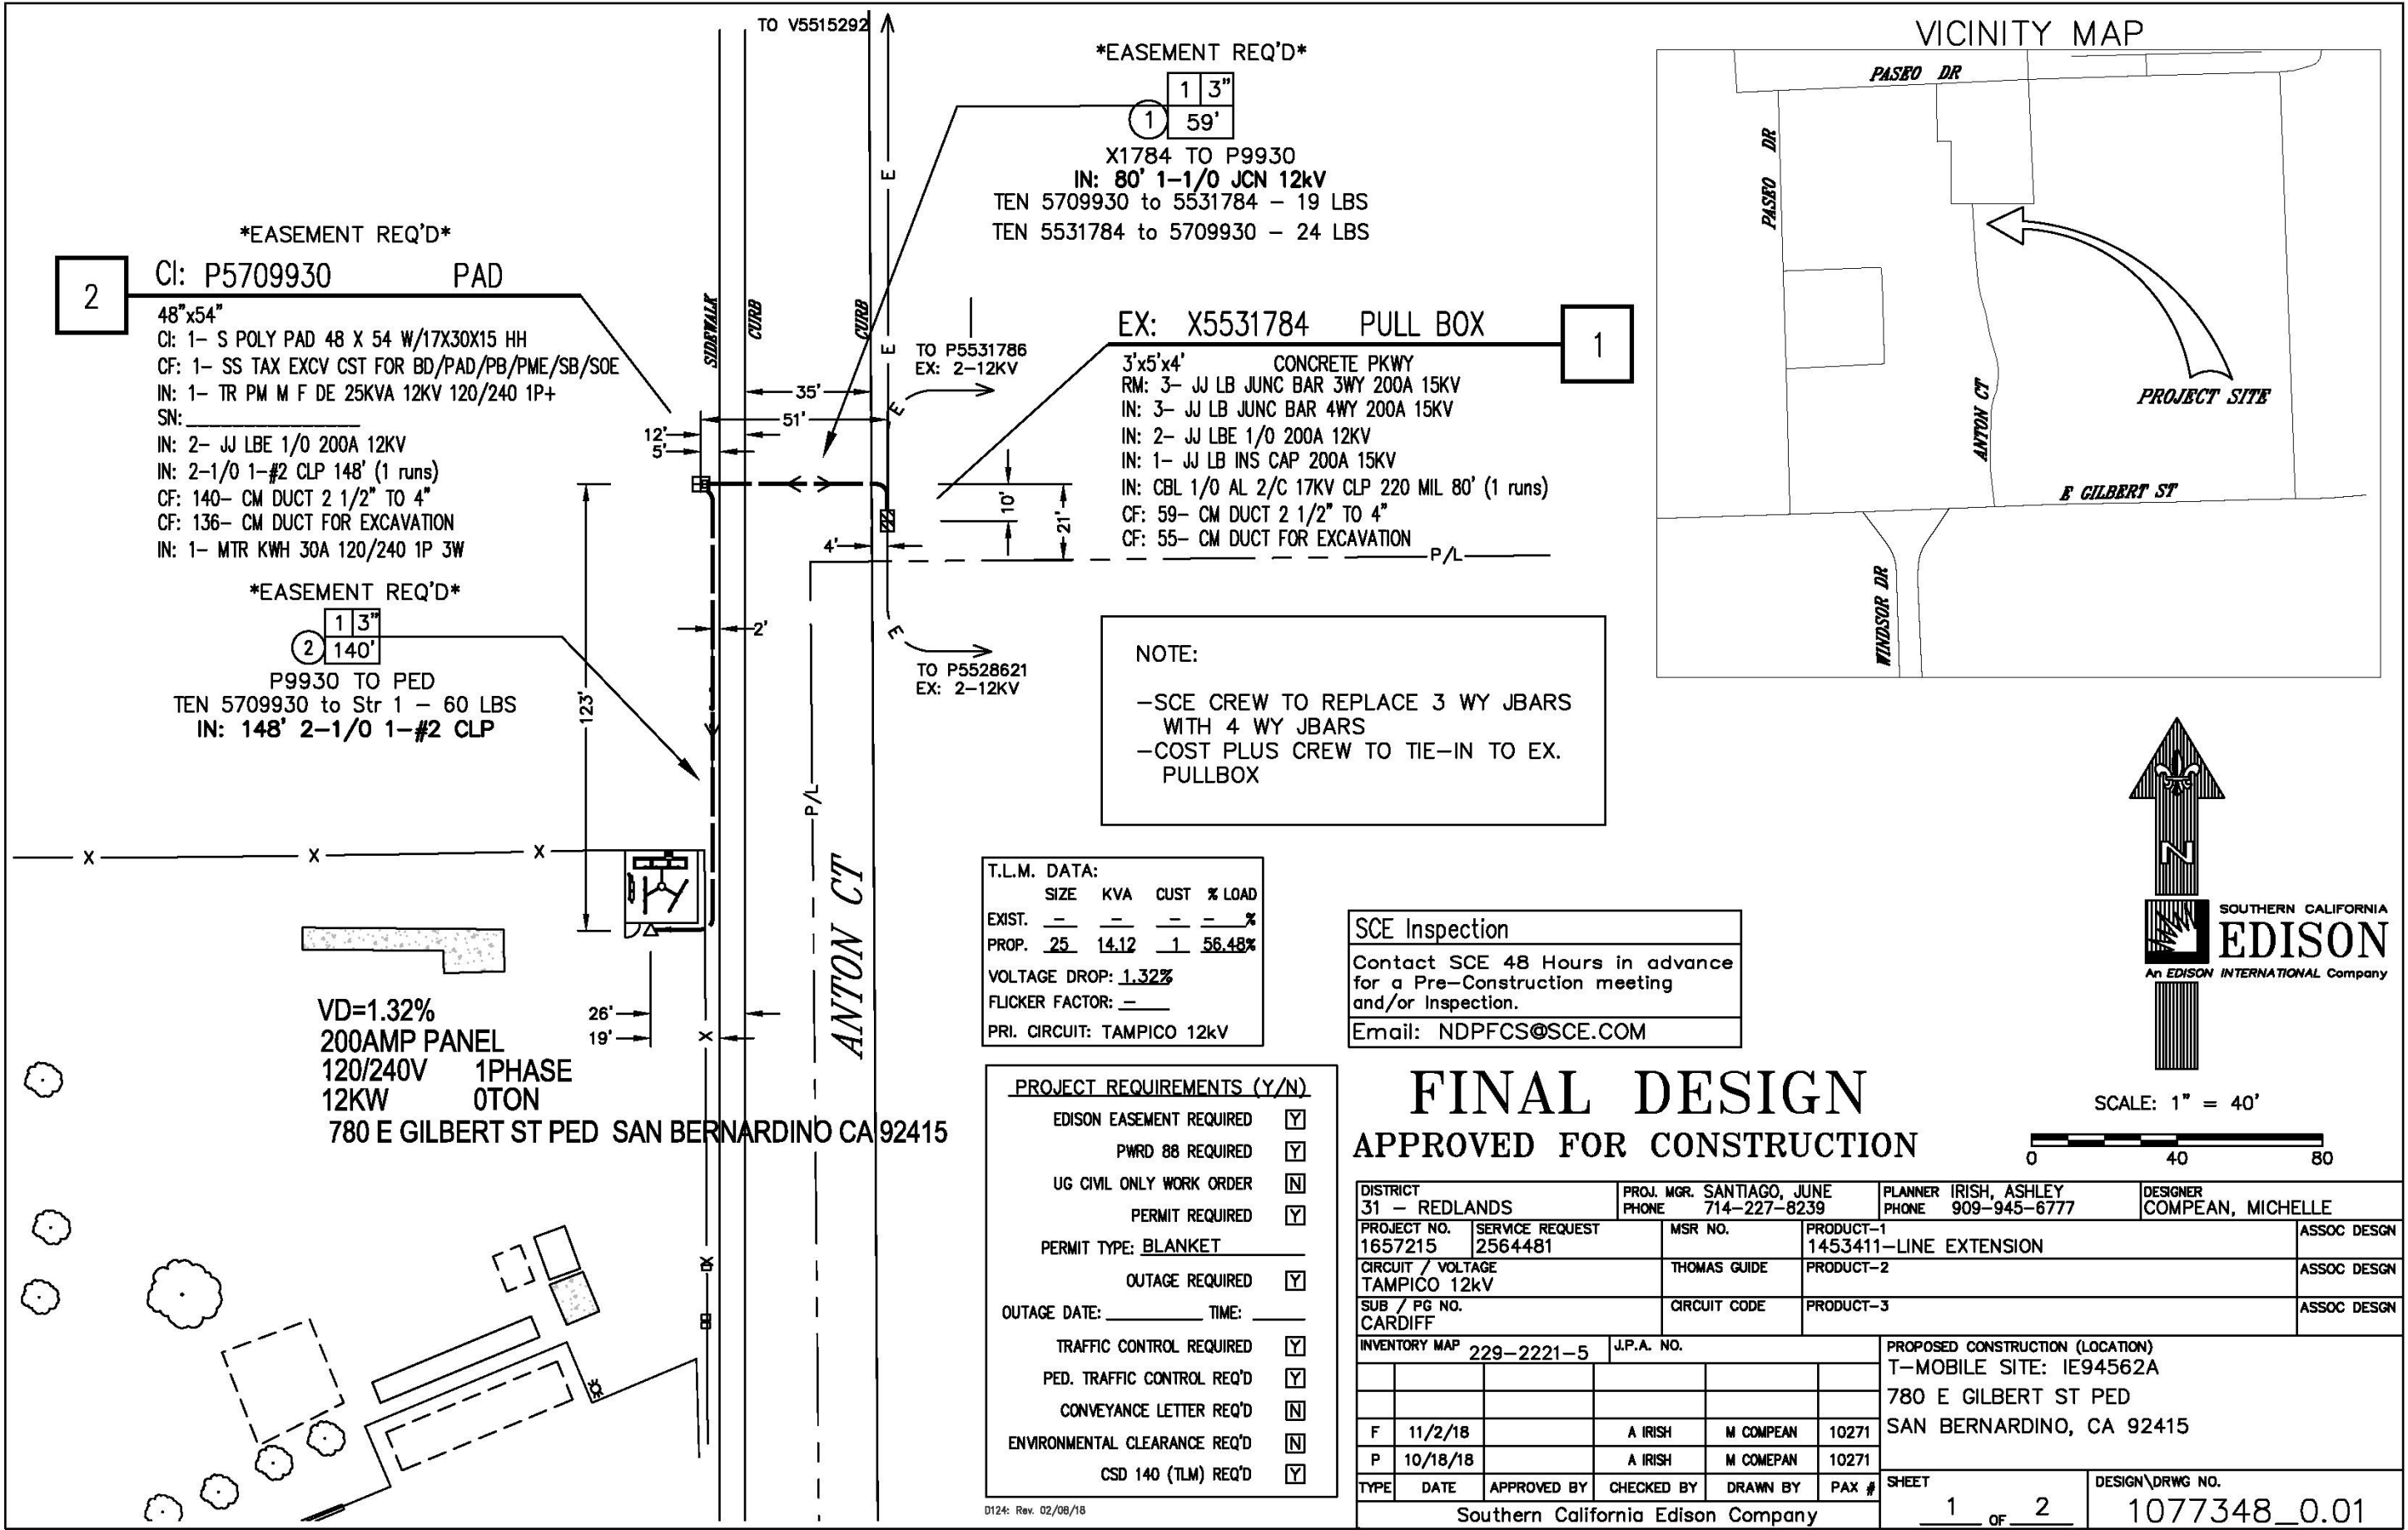 TO V5515292
*EASEMENT REQ'D*
1 3"
1 59'
X1784 TO P9930
IN: 80' 1-1/0 JCN 12kV
TEN 5709930 to 5531784 - 19 LBS
TEN 5531784 to 5709930 - 24 LBS
VICINITY MAP
PASEO DR
PASEO DR
ANTON CT
PROJECT SITE
E GILBERT ST
WINDSOR DR
*EASEMENT REQ'D*
2
CI: P5709930 PAD
48"x54"
CI: 1- S POLY PAD 48 X 54 W/17X30X15 HH
CF: 1- SS TAX EXCV CST FOR BD/PAD/PB/PME/SB/SOE
IN: 1- TR PM M F DE 25KVA 12KV 120/240 1P+
SN:
IN: 2- JJ LBE 1/0 200A 12KV
IN: 2-1/0 1-#2 CLP 148' (1 runs)
CF: 140- CM DUCT 2 1/2" TO 4"
CF: 136- CM DUCT FOR EXCAVATION
IN: 1- MTR KWH 30A 120/240 1P 3W
*EASEMENT REQ'D*
1 3"
2 140'
P9930 TO PED
TEN 5709930 to Str 1 - 60 LBS
IN: 148' 2-1/0 1-#2 CLP
SIDEWALK
CURB
CURB
E
E
E
E
TO P5531786
EX: 2-12KV
35'
51'
12'
5'
10'
21'
4'
P/L
2'
123'
TO P5528621
EX: 2-12KV
P/L
EX: X5531784 PULL BOX
1
3'x5'x4' CONCRETE PKWY
RM: 3- JJ LB JUNC BAR 3WY 200A 15KV
IN: 3- JJ LB JUNC BAR 4WY 200A 15KV
IN: 2- JJ LBE 1/0 200A 12KV
IN: 1- JJ LB INS CAP 200A 15KV
IN: CBL 1/0 AL 2/C 17KV CLP 220 MIL 80' (1 runs)
CF: 59- CM DUCT 2 1/2" TO 4"
CF: 55- CM DUCT FOR EXCAVATION
NOTE:
-SCE CREW TO REPLACE 3 WY JBARS
WITH 4 WY JBARS
-COST PLUS CREW TO TIE-IN TO EX.
PULLBOX
X X X
X
X
ANTON CT
26'
19'
VD=1.32%
200AMP PANEL
120/240V 1PHASE
12KW 0TON
780 E GILBERT ST PED SAN BERNARDINO CA 92415
T.L.M. DATA:
SIZE KVA CUST % LOAD
EXIST. - - - - %
PROP. 25 14.12 1 56.48%
VOLTAGE DROP: 1.32%
FLICKER FACTOR: -
PRI. CIRCUIT: TAMPICO 12kV
SCE Inspection
Contact SCE 48 Hours in advance
for a Pre-Construction meeting
and/or Inspection.
Email: NDPFCS@SCE.COM
N
SOUTHERN CALIFORNIA
EDISON
An EDISON INTERNATIONAL Company
SCALE: 1" = 40'
0 40 80
PROJECT REQUIREMENTS (Y/N)
EDISON EASEMENT REQUIRED Y
PWRD 88 REQUIRED Y
UG CIVIL ONLY WORK ORDER N
PERMIT REQUIRED Y
PERMIT TYPE: BLANKET
OUTAGE REQUIRED Y
OUTAGE DATE: TIME:
TRAFFIC CONTROL REQUIRED Y
PED. TRAFFIC CONTROL REQ'D Y
CONVEYANCE LETTER REQ'D N
ENVIRONMENTAL CLEARANCE REQ'D N
CSD 140 (TLM) REQ'D Y
D124: Rev. 02/08/18
FINAL DESIGN
APPROVED FOR CONSTRUCTION
DISTRICT
31 - REDLANDS
PROJ. MGR. SANTIAGO, JUNE
PHONE 714-227-8239
PLANNER IRISH, ASHLEY
PHONE 909-945-6777
DESIGNER
COMPEAN, MICHELLE
PROJECT NO.
1657215
SERVICE REQUEST
2564481
MSR NO.
PRODUCT-1
1453411-LINE EXTENSION
ASSOC DESGN
CIRCUIT / VOLTAGE
TAMPICO 12kV
THOMAS GUIDE
PRODUCT-2
ASSOC DESGN
SUB / PG NO.
CARDIFF
CIRCUIT CODE
PRODUCT-3
ASSOC DESGN
INVENTORY MAP 229-2221-5
J.P.A. NO.
PROPOSED CONSTRUCTION (LOCATION)
T-MOBILE SITE: IE94562A
780 E GILBERT ST PED
SAN BERNARDINO, CA 92415
F 11/2/18 A IRISH M COMPEAN 10271
P 10/18/18 A IRISH M COMEPAN 10271
TYPE DATE APPROVED BY CHECKED BY DRAWN BY PAX #
Southern California Edison Company
SHEET
1 OF 2
DESIGN\DRWG NO.
1077348_0.01